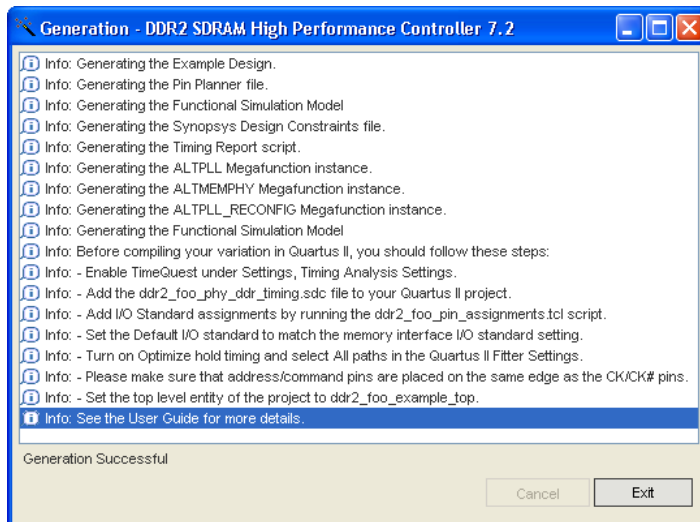 Generation - DDR2 SDRAM High Performance Controller 7.2
Info: Generating the Example Design.
Info: Generating the Pin Planner file.
Info: Generating the Functional Simulation Model
Info: Generating the Synopsys Design Constraints file.
Info: Generating the Timing Report script.
Info: Generating the ALTPLL Megafunction instance.
Info: Generating the ALTMEMPHY Megafunction instance.
Info: Generating the ALTPLL_RECONFIG Megafunction instance.
Info: Generating the Functional Simulation Model
Info: Before compiling your variation in Quartus II, you should follow these steps:
Info: - Enable TimeQuest under Settings, Timing Analysis Settings.
Info: - Add the ddr2_foo_phy_ddr_timing.sdc file to your Quartus II project.
Info: - Add I/O Standard assignments by running the ddr2_foo_pin_assignments.tcl script.
Info: - Set the Default I/O standard to match the memory interface I/O standard setting.
Info: - Turn on Optimize hold timing and select All paths in the Quartus II Fitter Settings.
Info: - Please make sure that address/command pins are placed on the same edge as the CK/CK# pins.
Info: - Set the top level entity of the project to ddr2_foo_example_top.
Info: See the User Guide for more details.
Generation Successful
Cancel Exit